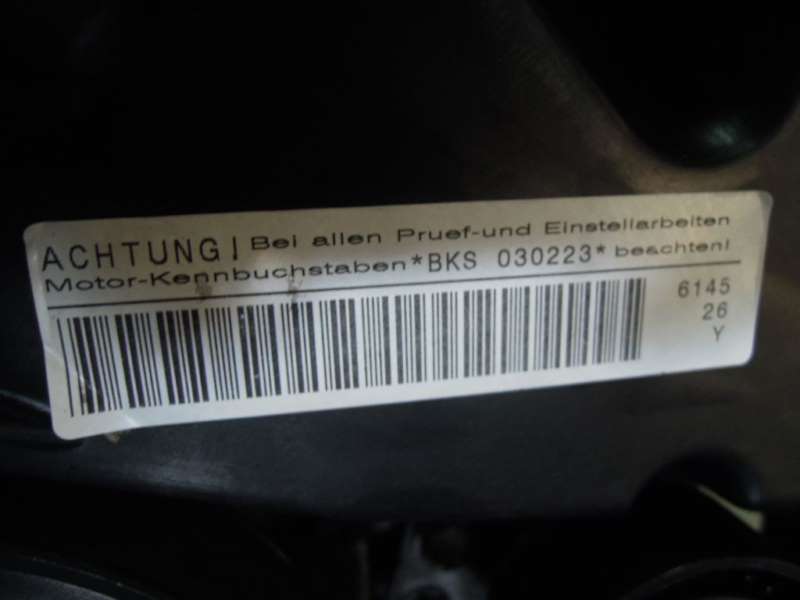 ACHTUNG! Bei allen Pruef-und Einstellarbeiten
Motor-Kennbuchstaben *BKS 030223* beachten!
6145
26
Y